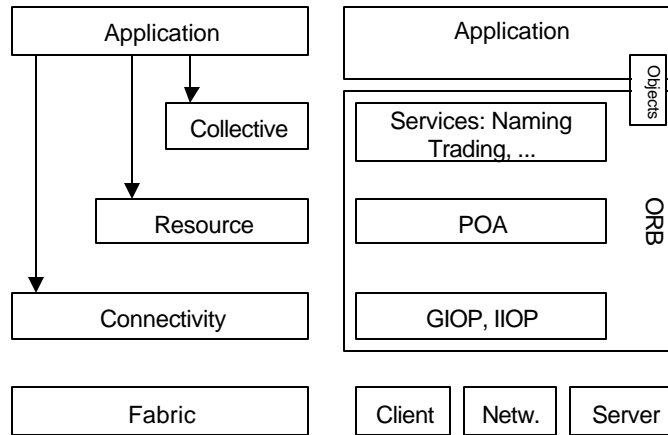 Application
Collective
Resource
Connectivity
Fabric
Application
Objects
Services: Naming
Trading, ...
POA
ORB
GIOP, IIOP
Client
Netw.
Server